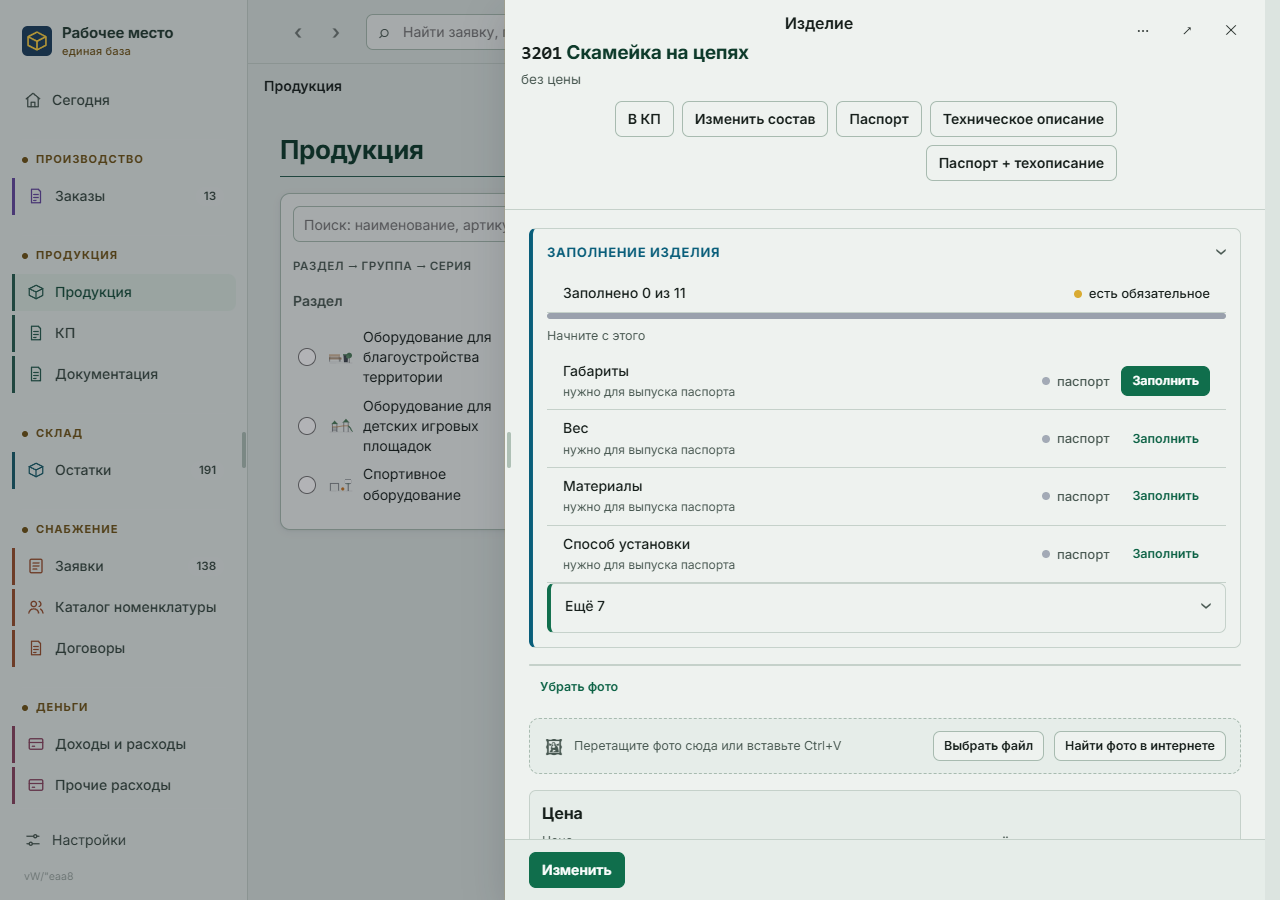 Рабочее место
единая база
Сегодня
ПРОИЗВОДСТВО
Заказы 13
ПРОДУКЦИЯ
Продукция
КП
Документация
СКЛАД
Остатки 191
СНАБЖЕНИЕ
Заявки 138
Каталог номенклатуры
Договоры
ДЕНЬГИ
Доходы и расходы
Прочие расходы
Настройки
vW/"eaa8
Найти заявку,
Продукция
Продукция
Поиск: наименование,
РАЗДЕЛ → ГРУППА → СЕРИЯ
Раздел
Оборудование для
благоустройства
территории
Оборудование для
детских игровых
площадок
Спортивное
оборудование
Изделие
3201 Скамейка на цепях
без цены
В КП Изменить состав Паспорт Техническое описание
Паспорт + техописание
ЗАПОЛНЕНИЕ ИЗДЕЛИЯ
Заполнено 0 из 11 есть обязательное
Начните с этого
Габариты
нужно для выпуска паспорта
паспорт Заполнить
Вес
нужно для выпуска паспорта
паспорт Заполнить
Материалы
нужно для выпуска паспорта
паспорт Заполнить
Способ установки
нужно для выпуска паспорта
паспорт Заполнить
Ещё 7
Убрать фото
Перетащите фото сюда или вставьте Ctrl+V Выбрать файл Найти фото в интернете
Цена
Изменить